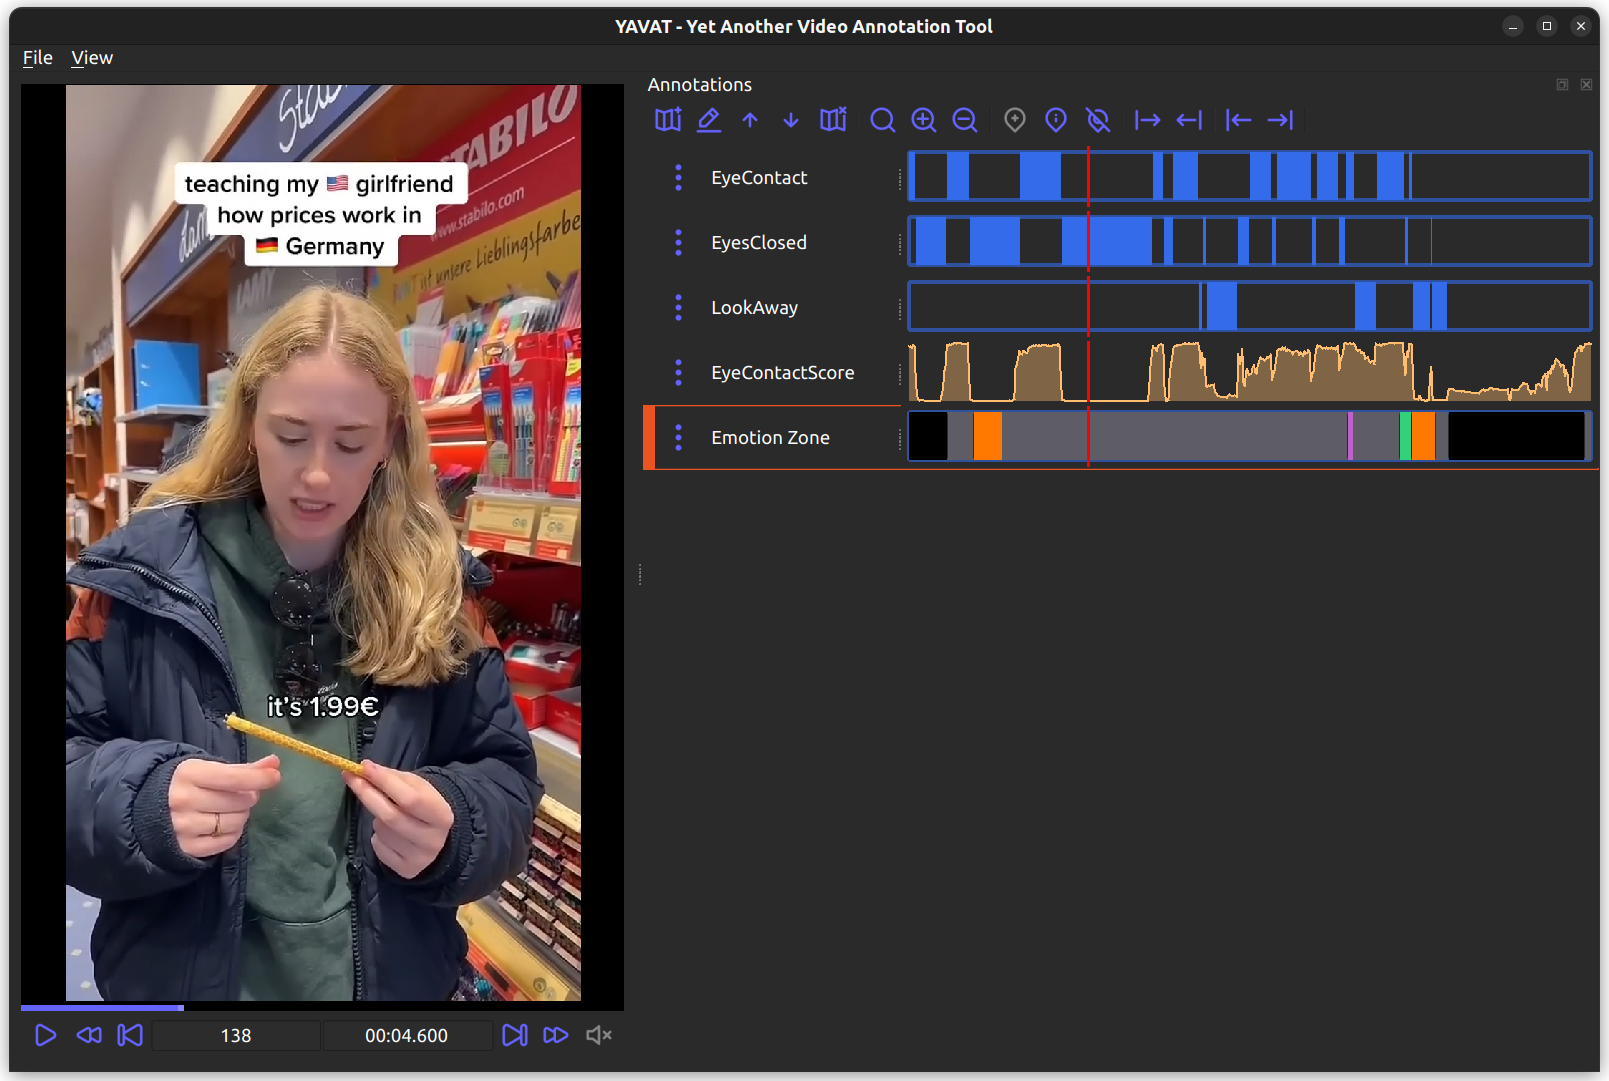 YAVAT - Yet Another Video Annotation Tool
File View
Annotations
STABILO
www.stabilo.com
teaching my 🇺🇸 girlfriend
how prices work in
🇩🇪 Germany
unsere Lieblingsfarbe
it's 1.99€
EyeContact
EyesClosed
LookAway
EyeContactScore
Emotion Zone
138
00:04.600